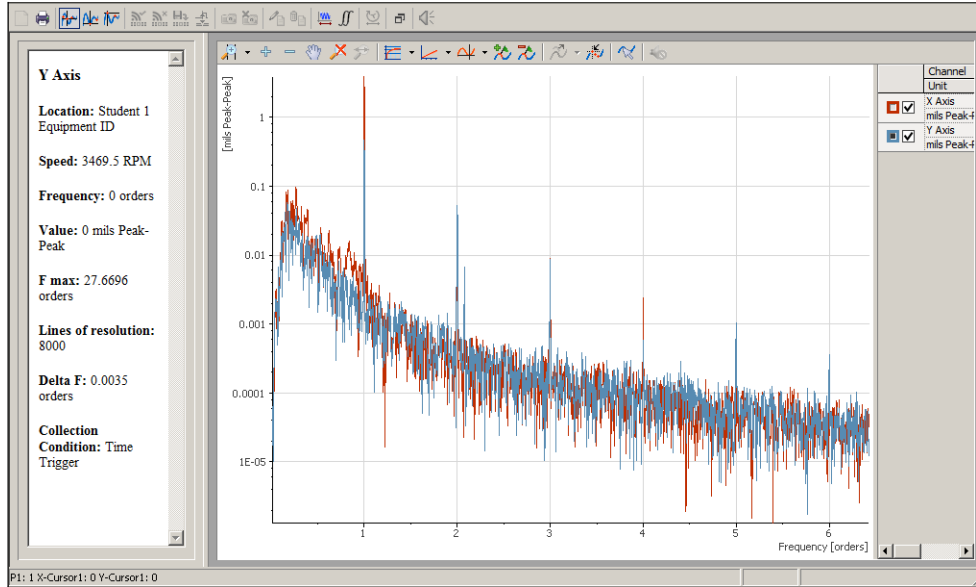 Y Axis
Location: Student 1
Equipment ID
Speed: 3469.5 RPM
Frequency: 0 orders
Value: 0 mils Peak-
Peak
F max: 27.6696
orders
Lines of resolution:
8000
Delta F: 0.0035
orders
Collection
Condition: Time
Trigger
[mils Peak-Peak]
1
0.1
0.01
0.001
0.0001
1E-05
1
2
3
4
5
6
Frequency [orders]
Channel
Unit
X Axis
mils Peak-F
Y Axis
mils Peak-F
P1: 1 X-Cursor1: 0 Y-Cursor1: 0